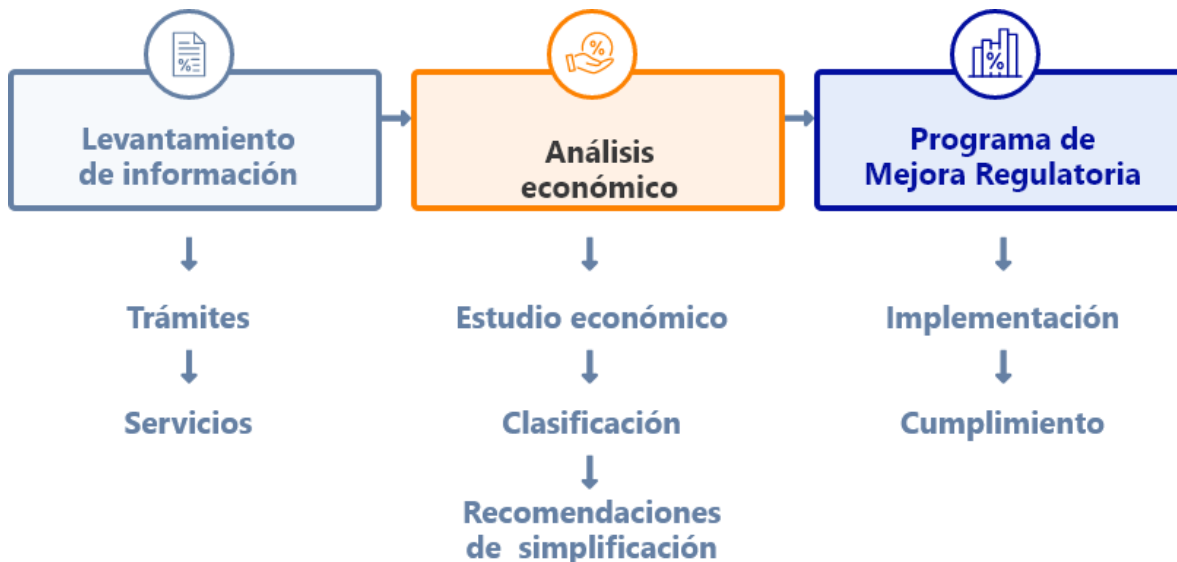 %
%
%
Levantamiento
de información
Análisis
económico
Programa de
Mejora Regulatoria
Trámites
Estudio económico
Implementación
Servicios
Clasificación
Cumplimiento
Recomendaciones
de simplificación